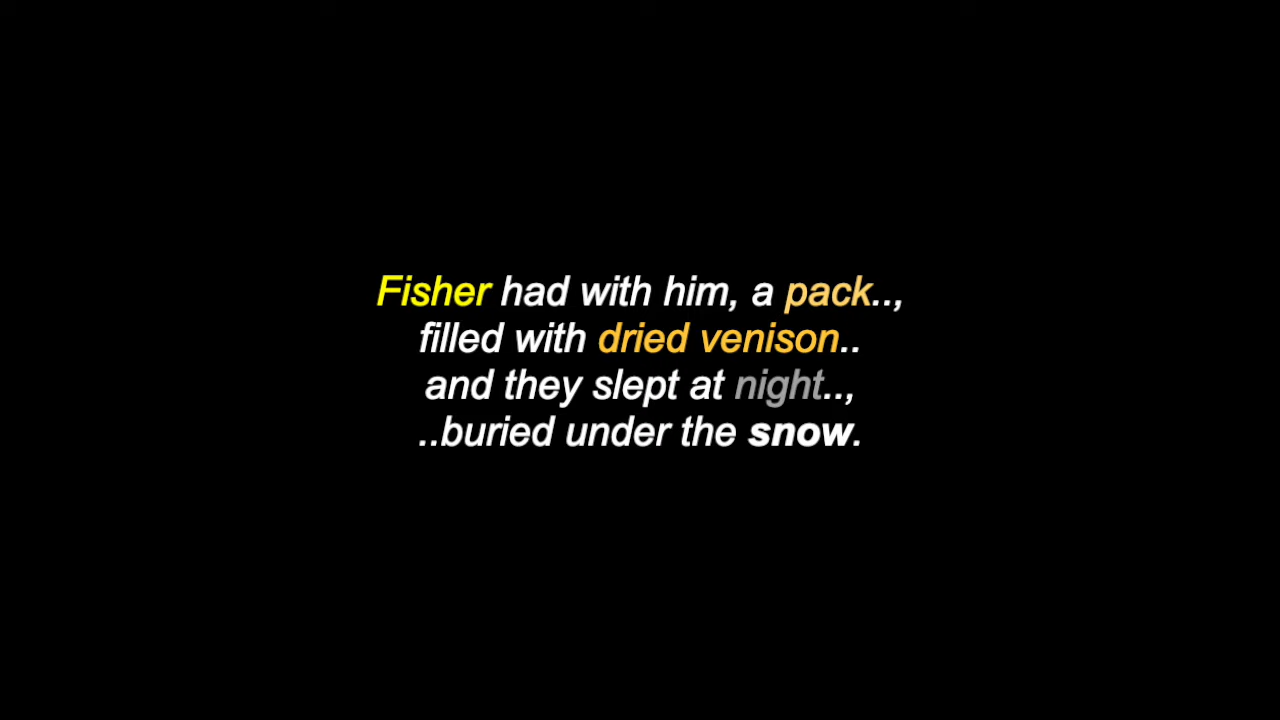 Fisher had with him, a pack..,
filled with dried venison..
and they slept at night..,
..buried under the snow.